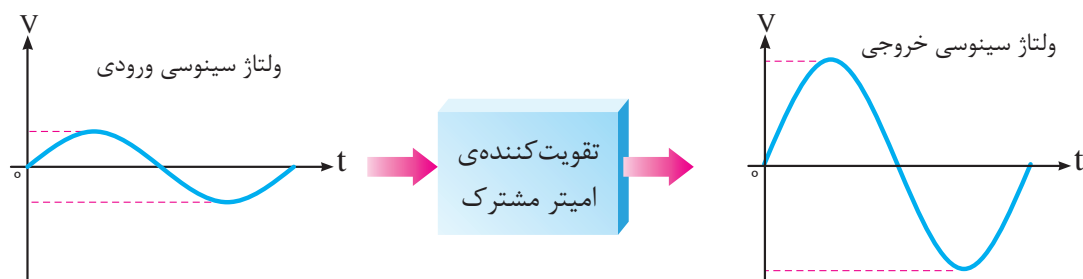 V
ولتاژ سینوسی ورودی
t
o
تقویت‌کننده‌ی
امیتر مشترک
V
ولتاژ سینوسی خروجی
t
o